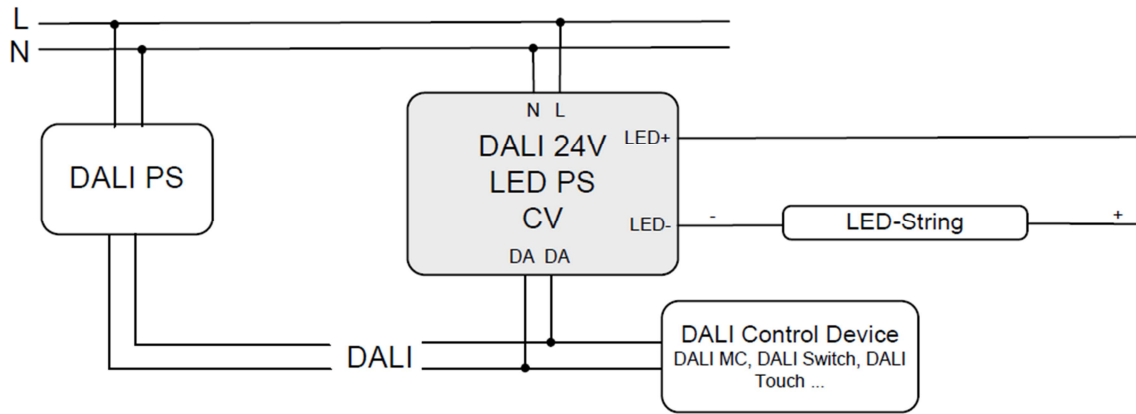 L
N
N L
DALI 24V
LED PS
CV
LED+
LED-
DA DA
DALI PS
- LED-String +
DALI
DALI Control Device
DALI MC, DALI Switch, DALI
Touch ...